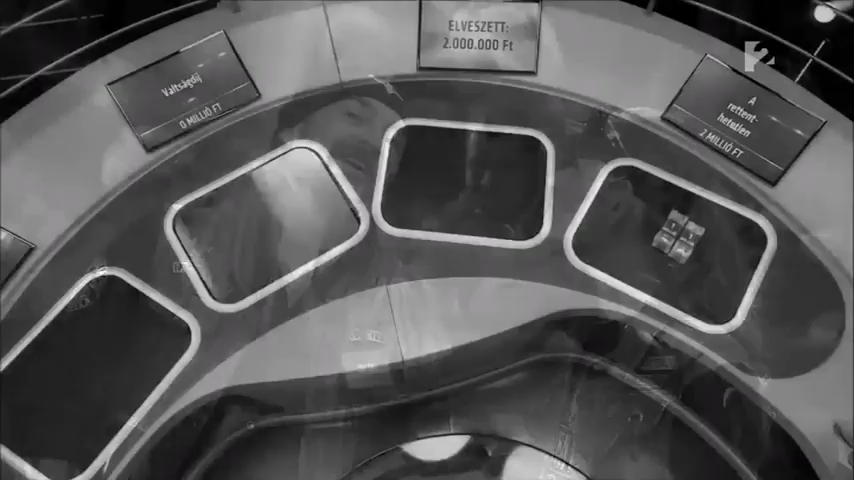 ELVESZETT:
2.000.000 Ft
Váltságdíj
0 MILLIÓ FT
A
rettent-
hetetlen
2 MILLIÓ FT
2